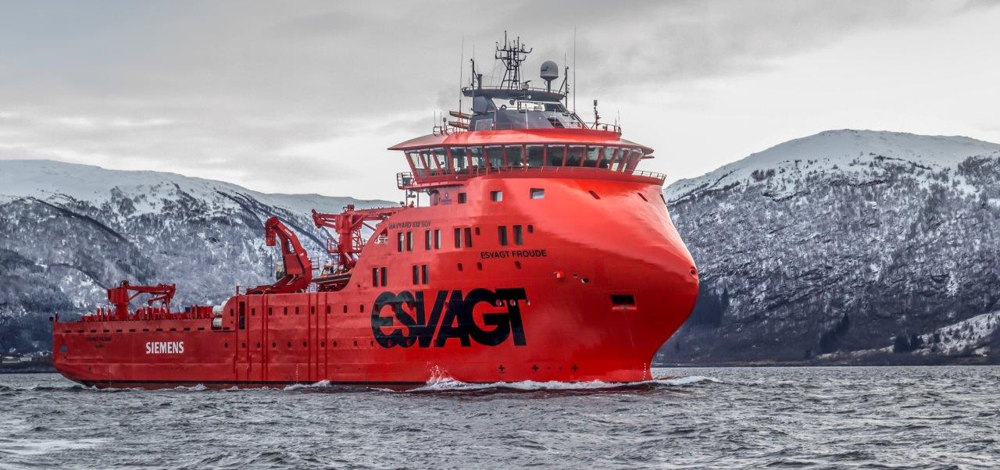 HAVYARD 832 SOV
ESVAGT FROUDE
ESVAGT
SIEMENS